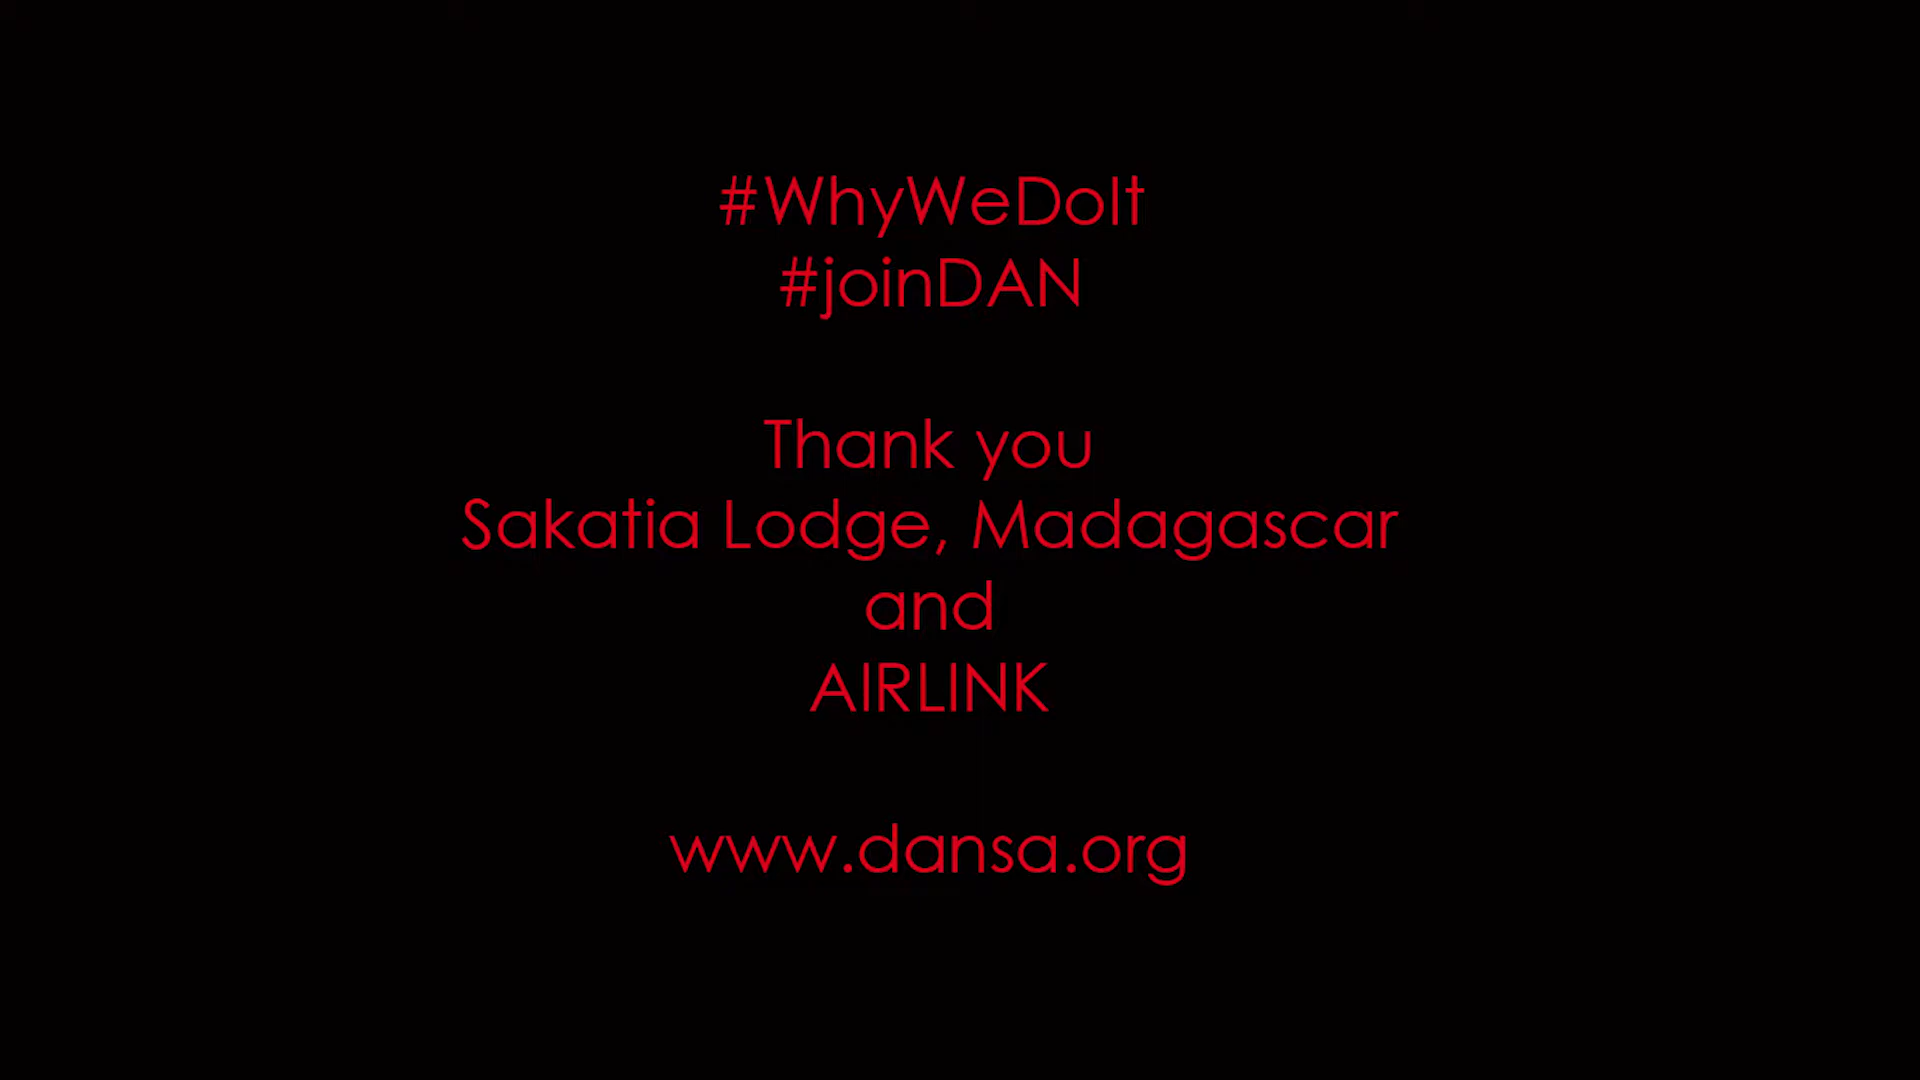 #WhyWeDoIt
#joinDAN
Thank you
Sakatia Lodge, Madagascar
and
AIRLINK
www.dansa.org